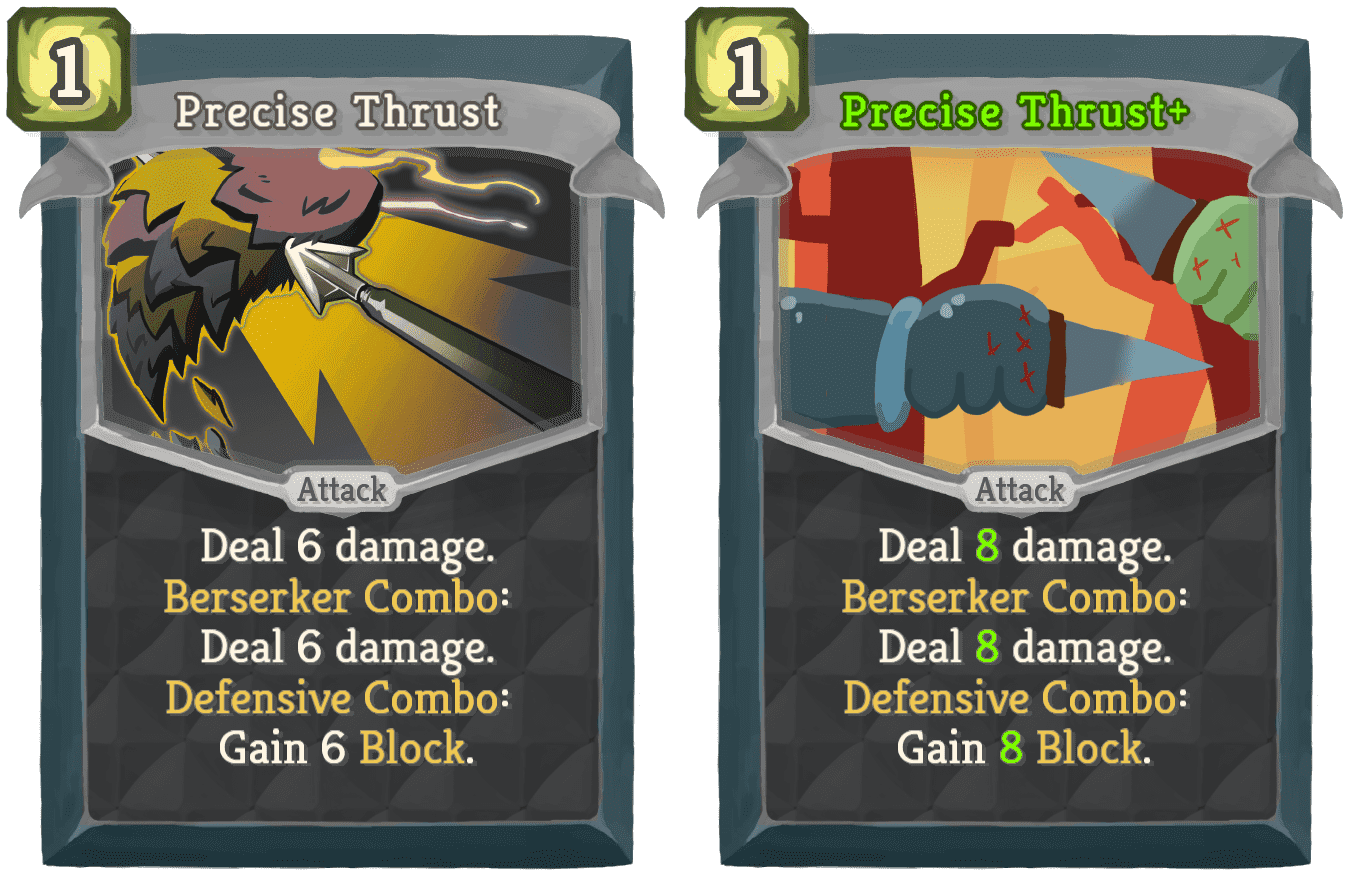 1
Precise Thrust
Attack
Deal 6 damage.
Berserker Combo:
Deal 6 damage.
Defensive Combo:
Gain 6 Block.
1
Precise Thrust+
Attack
Deal 8 damage.
Berserker Combo:
Deal 8 damage.
Defensive Combo:
Gain 8 Block.